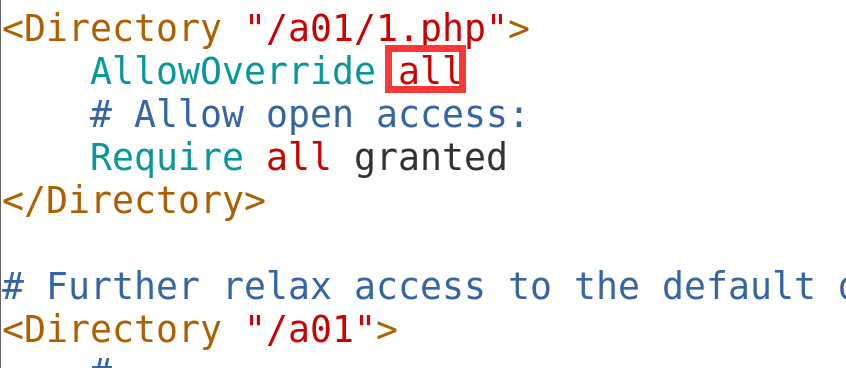 <Directory "/a01/1.php">
    AllowOverride all
    # Allow open access:
    Require all granted
</Directory>

# Further relax access to the default
<Directory "/a01">
    #